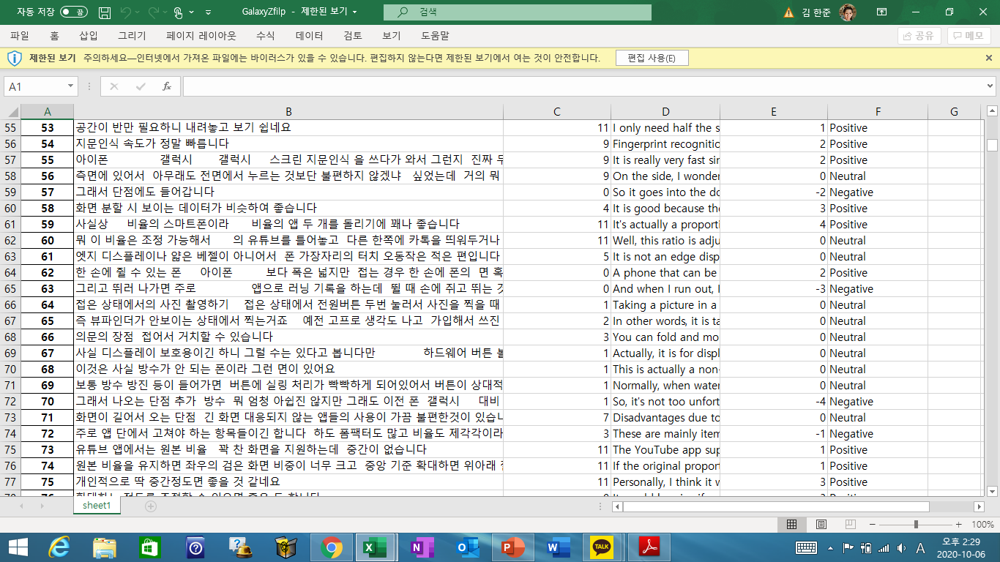 자동 저장 끔 GalaxyZfilp - 제한된 보기 검색 김 한준
파일 홈 삽입 그리기 페이지 레이아웃 수식 데이터 검토 보기 도움말 공유 메모
제한된 보기 주의하세요—인터넷에서 가져온 파일에는 바이러스가 있을 수 있습니다. 편집하지 않는다면 제한된 보기에서 여는 것이 안전합니다. 편집 사용(E)
A1 fx
A B C D E F G
55 53 공간이 반만 필요하니 내려놓고 보기 쉽네요 11 I only need half the s 1 Positive
56 54 지문인식 속도가 정말 빠릅니다 9 Fingerprint recognitio 2 Positive
57 55 아이폰 갤럭시 갤럭시 스크린 지문인식 을 쓰다가 와서 그런지 진짜 9 It is really very fast sin 2 Positive
58 56 측면에 있어서 아무래도 전면에서 누르는 것보단 불편하지 않겠냐 싶었는데 거의 뭐 9 On the side, I wonder 0 Neutral
59 57 그래서 단점에도 들어갑니다 0 So it goes into the do -2 Negative
60 58 화면 분할 시 보이는 데이터가 비슷하여 좋습니다 4 It is good because the 3 Positive
61 59 사실상 비율의 스마트폰이라 비율의 앱 두 개를 돌리기에 꽤나 좋습니다 11 It's actually a proporti 4 Positive
62 60 뭐 이 비율은 조정 가능해서 의 유튜브를 틀어놓고 다른 한쪽에 카톡을 띄워두거나 11 Well, this ratio is adju 0 Neutral
63 61 엣지 디스플레이나 얇은 베젤이 아니어서 폰 가장자리의 터치 오동작은 적은 편입니다 5 It is not an edge disp 0 Neutral
64 62 한 손에 쥘 수 있는 폰 아이폰 보다 폭은 넓지만 접는 경우 한 손에 폰의 면 혹 0 A phone that can be 2 Positive
65 63 그리고 뛰러 나가면 주로 앱으로 러닝 기록을 하는데 뛸 때 손에 쥐고 뛰는 것 0 And when I run out, I -3 Negative
66 64 접은 상태에서의 사진 촬영하기 접은 상태에서 전원버튼 두번 눌러서 사진을 찍을 때 1 Taking a picture in a 0 Neutral
67 65 즉 뷰파인더가 안보이는 상태에서 찍는거죠 예전 고프로 생각도 나고 가입해서 쓰진 2 In other words, it is ta 0 Neutral
68 66 의문의 장점 접어서 거치할 수 있습니다 3 You can fold and mo 0 Neutral
69 67 사실 디스플레이 보호용이긴 하니 그럴 수는 있다고 봅니다만 하드웨어 버튼 1 Actually, it is for displ 0 Neutral
70 68 이것은 사실 방수가 안 되는 폰이라 그런 면이 있어요 1 This is actually a non- 0 Neutral
71 69 보통 방수 방진 등이 들어가면 버튼에 실링 처리가 빡빡하게 되어있어서 버튼이 상대적 1 Normally, when water 0 Neutral
72 70 그래서 나오는 단점 추가 방수 뭐 엄청 아쉽진 않지만 그래도 이전 폰 갤럭시 대비 1 So, it's not too unfort -4 Negative
73 71 화면이 길어서 오는 단점 긴 화면 대응되지 않는 앱들의 사용이 가끔 불편한것이 있습니 7 Disadvantages due to 0 Neutral
74 72 주로 앱 단에서 고쳐야 하는 항목들이긴 합니다 하도 폼팩터도 많고 비율도 제각각이라 3 These are mainly item -1 Negative
75 73 유튜브 앱에서는 원본 비율 꽉 찬 화면을 지원하는데 중간이 없습니다 11 The YouTube app sup 1 Positive
76 74 원본 비율을 유지하면 좌우의 검은 화면 비중이 너무 크고 중앙 기준 확대하면 위아래 11 If the original proport 1 Positive
77 75 개인적으로 딱 중간정도면 좋을 것 같네요 11 Personally, I think it w 3 Positive
sheet1
100%
TALK
오후 2:29
2020-10-06